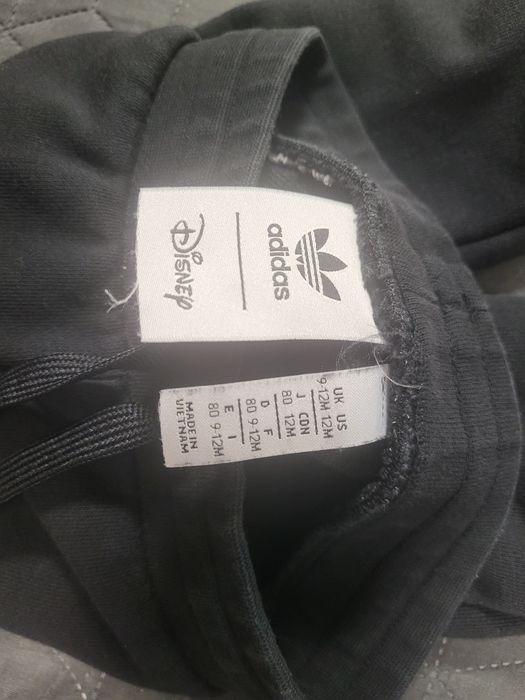 adidas
Disney
UK US
9-12M 12M
J CDN
80 12M
D F
80 9-12M
E I
80 9-12M
MADE IN
VIETNAM